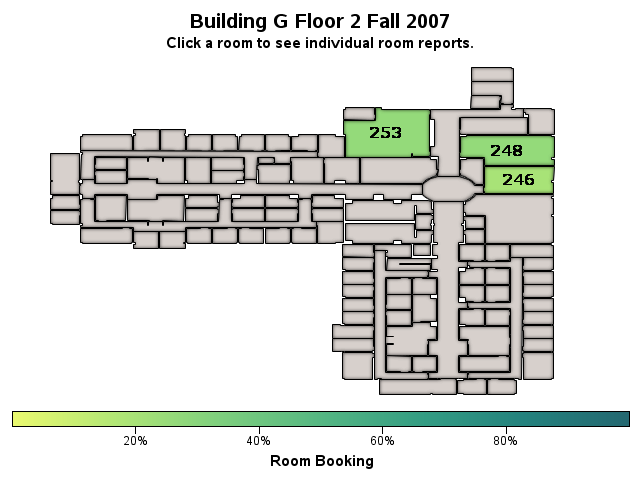 Building G Floor 2 Fall 2007
Click a room to see individual room reports.
253
248
246
20%
40%
60%
80%
Room Booking